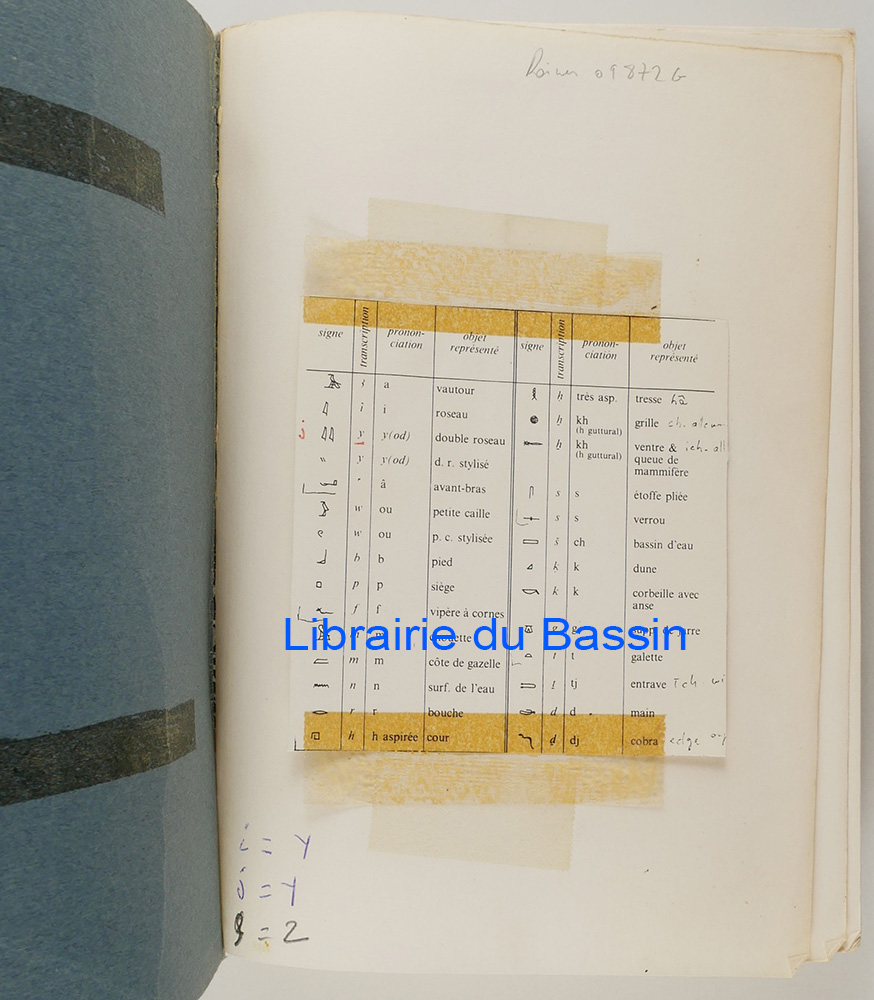 09872G
signe transcription pronon-ciation objet représenté signe transcription pronon-ciation objet représenté
ꜣ a vautour
ỉ i roseau
j y y(od) double roseau
y y(od) d. r. stylisé
â avant-bras
w ou petite caille
w ou p. c. stylisée
b b pied
p p siège
f f vipère à cornes
m
m m côte de gazelle
n n surf. de l'eau
r r bouche
h h aspirée cour
ḥ très asp. tresse
ḫ kh (h guttural) grille
ẖ kh (h guttural) ventre & queue de mammifère
s s étoffe pliée
s s verrou
š ch bassin d'eau
ḳ k dune
k k corbeille avec anse
g g
t t galette
ṯ tj entrave
d d main
ḏ dj cobra
Librairie du Bassin
i = y
j = y
= 2